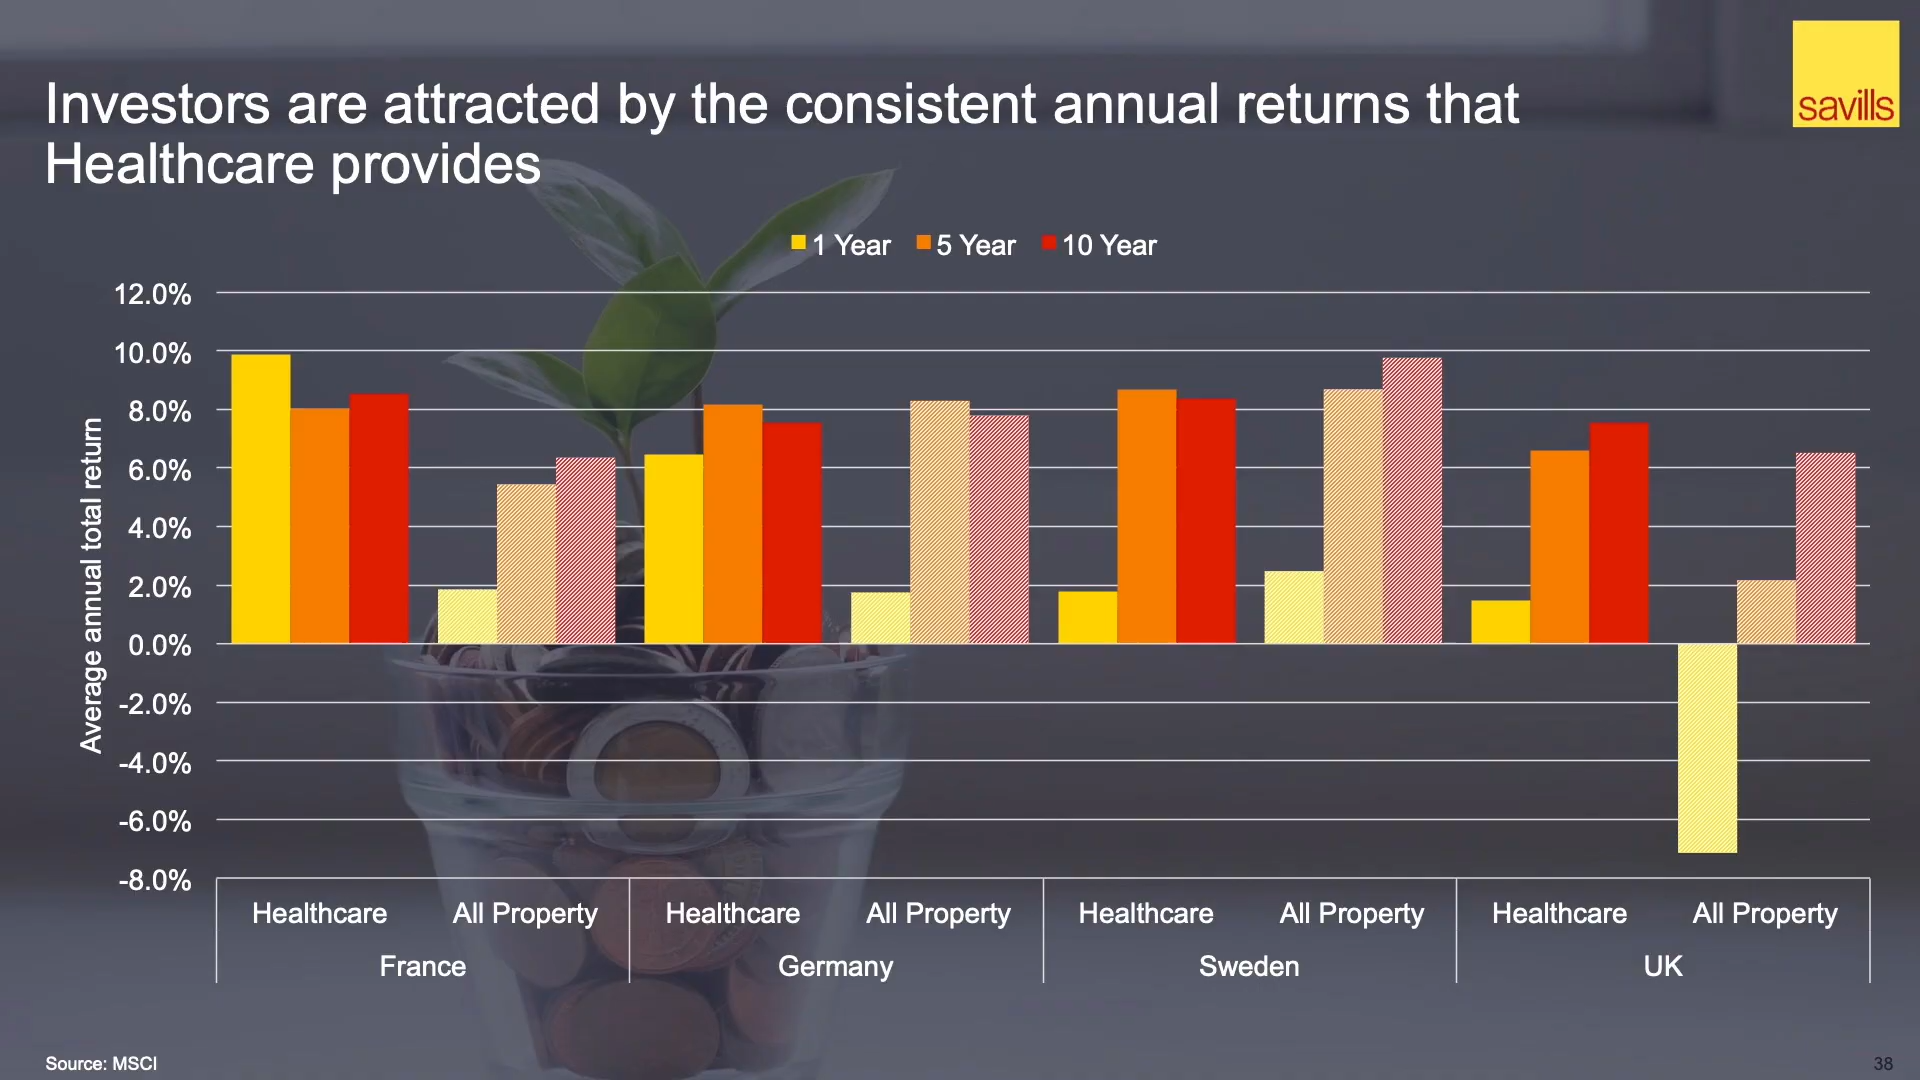 Investors are attracted by the consistent annual returns that
Healthcare provides
savills
1 Year 5 Year 10 Year
12.0%
10.0%
8.0%
6.0%
4.0%
2.0%
0.0%
-2.0%
-4.0%
-6.0%
-8.0%
Average annual total return
Healthcare All Property Healthcare All Property Healthcare All Property Healthcare All Property
France Germany Sweden UK
Source: MSCI
38